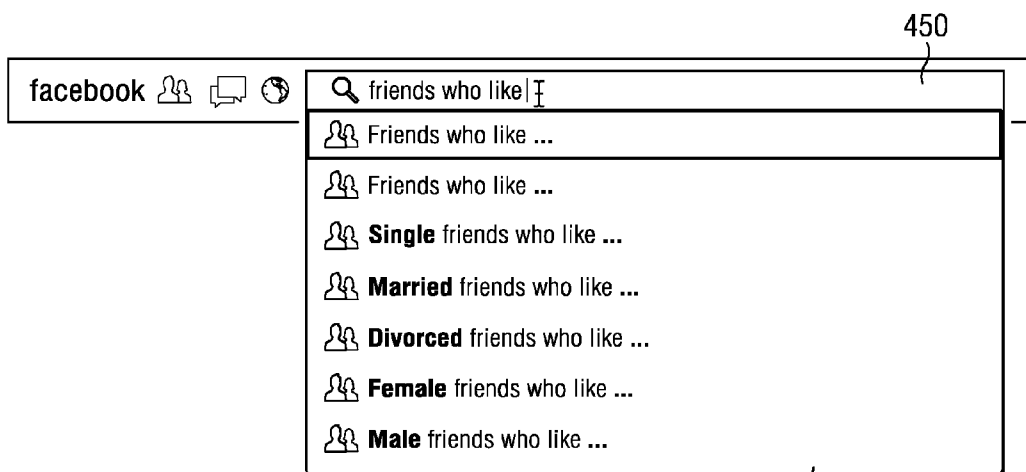 450
facebook friends who like
Friends who like ...
Friends who like ...
Single friends who like ...
Married friends who like ...
Divorced friends who like ...
Female friends who like ...
Male friends who like ...